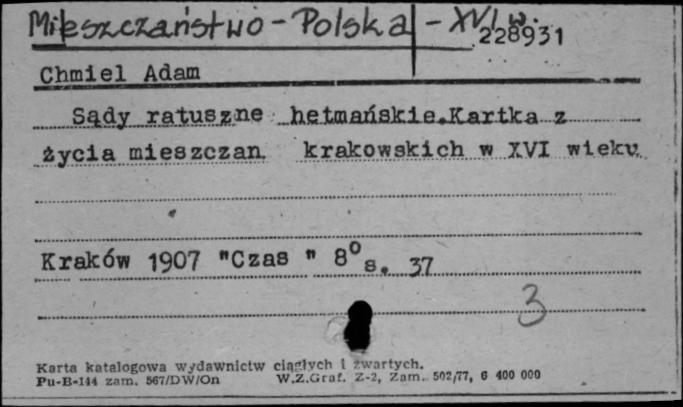 Mieszczaństwo - Polska - XVI w.
228931
Chmiel Adam
Sądy ratuszne hetmańskie.Kartka z
życia mieszczan krakowskich w XVI wieku.
Kraków 1907 "Czas " 8° s. 37
3
Karta katalogowa wydawnictw ciągłych i zwartych.
Pu-B-144 zam. 567/DW/On W.Z.Graf. Z-2, Zam. 502/77, 6 400 000